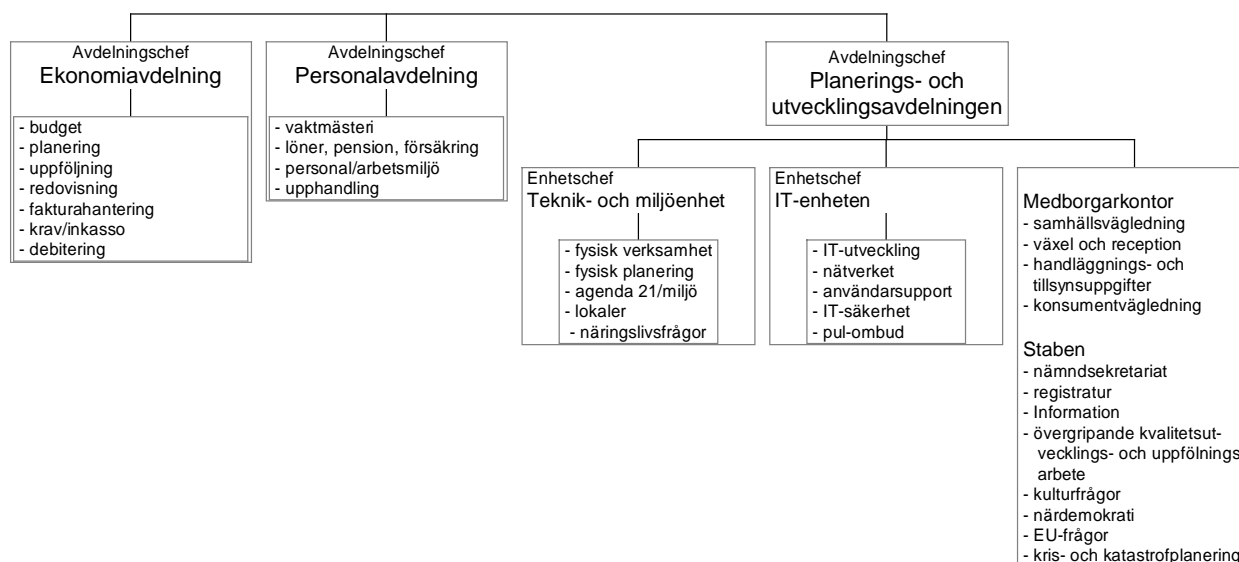 Avdelningschef
Ekonomiavdelning
- budget
- planering
- uppföljning
- redovisning
- fakturahantering
- krav/inkasso
- debitering
Avdelningschef
Personalavdelning
- vaktmästeri
- löner, pension, försäkring
- personal/arbetsmiljö
- upphandling
Avdelningschef
Planerings- och
utvecklingsavdelningen
Enhetschef
Teknik- och miljöenhet
- fysisk verksamhet
- fysisk planering
- agenda 21/miljö
- lokaler
- näringslivsfrågor
Enhetschef
IT-enheten
- IT-utveckling
- nätverket
- användarsupport
- IT-säkerhet
- pul-ombud
Medborgarkontor
- samhällsvägledning
- växel och reception
- handläggnings- och
tillsynsuppgifter
- konsumentvägledning
Staben
- nämndsekretariat
- registratur
- Information
- övergripande kvalitetsut-
vecklings- och uppfölnings
arbete
- kulturfrågor
- närdemokrati
- EU-frågor
- kris- och katastrofplanering